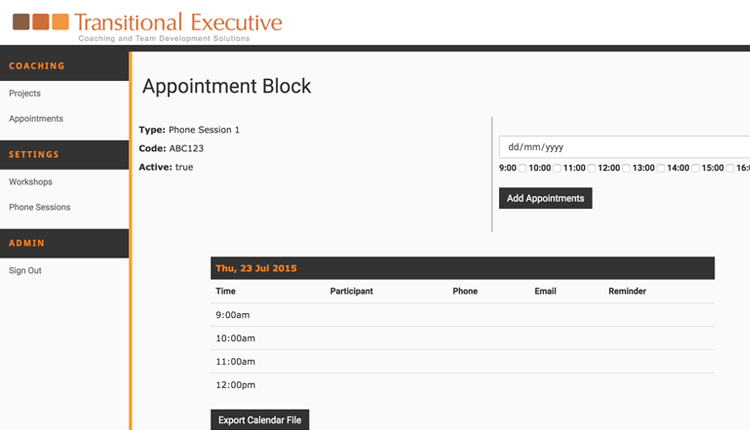 Transitional Executive
Coaching and Team Development Solutions
COACHING
Projects
Appointments
SETTINGS
Workshops
Phone Sessions
ADMIN
Sign Out
Appointment Block
Type: Phone Session 1
Code: ABC123
Active: true
dd/mm/yyyy
9:00 10:00 11:00 12:00 13:00 14:00 15:00 16:0
Add Appointments
Thu, 23 Jul 2015
Time Participant Phone Email Reminder
9:00am
10:00am
11:00am
12:00pm
Export Calendar File